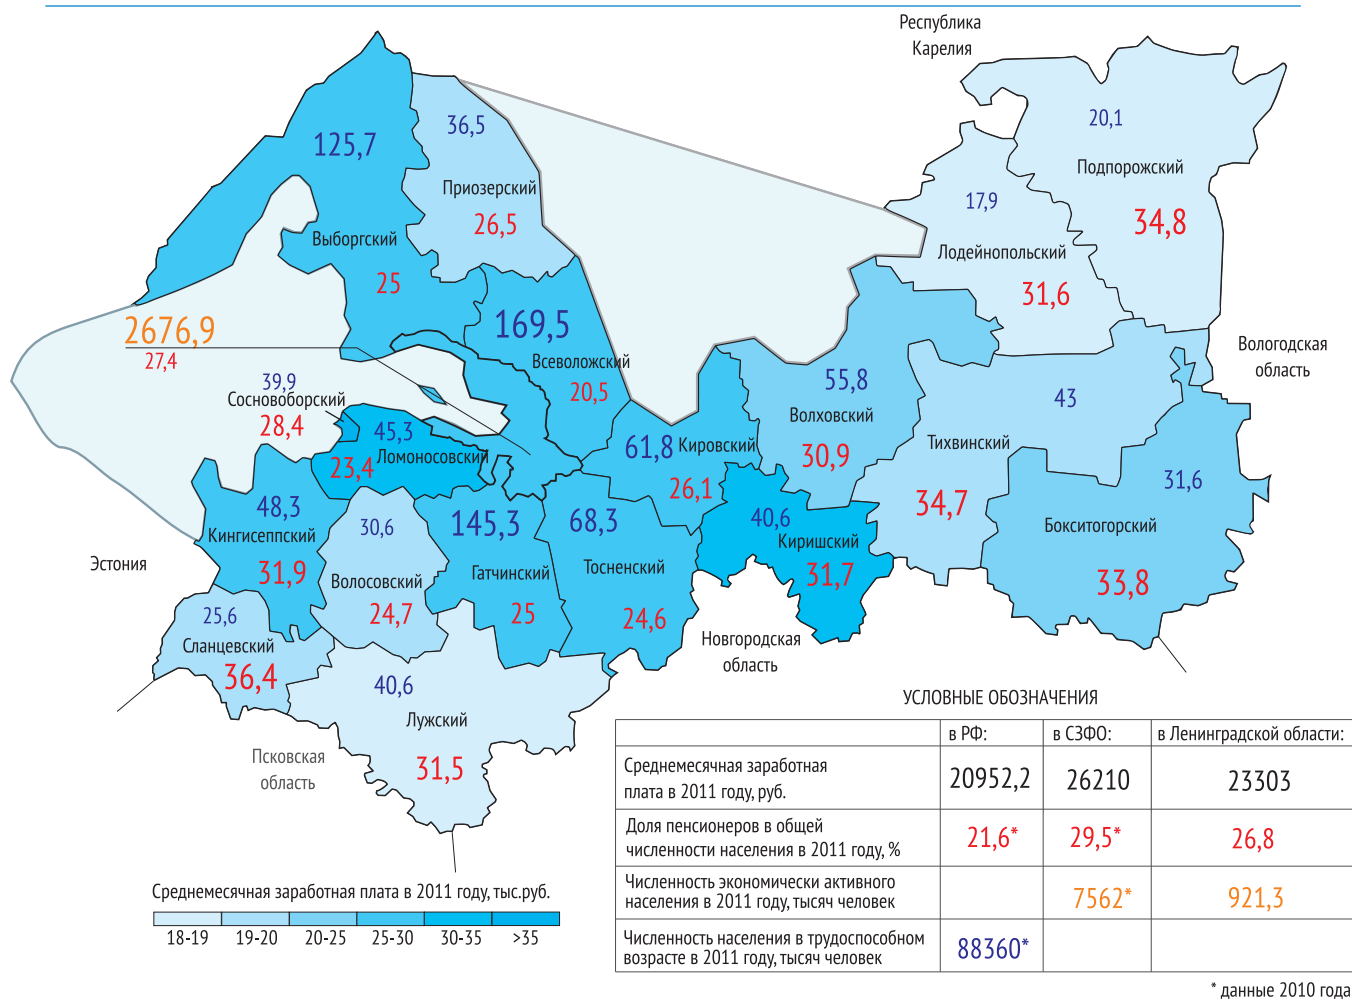 Республика
Карелия
36,5
125,7
20,1
Подпорожский
Приозерский
17,9
26,5
34,8
Выборгский
Лодейнопольский
25
31,6
2676,9
169,5
27,4
Всеволожский
Вологодская
область
39,9
55,8
20,5
Сосновоборский
43
28,4
45,3
Волховский
61,8
Кировский
Тихвинский
Ломоносовский
23,4
30,9
26,1
31,6
48,3
30,6
145,3
68,3
40,6
34,7
Бокситогорский
Кингисеппский
Киришский
Эстония
31,9
Волосовский
Гатчинский
Тосненский
31,7
33,8
25,6
24,7
25
24,6
Сланцевский
Новгородская
область
36,4
40,6
Лужский
Псковская
область
31,5
УСЛОВНЫЕ ОБОЗНАЧЕНИЯ
в РФ: в СЗФО: в Ленинградской области:
Среднемесячная заработная
плата в 2011 году, руб.
20952,2 26210 23303
Доля пенсионеров в общей
численности населения в 2011 году, %
21,6* 29,5* 26,8
Численность экономически активного
населения в 2011 году, тысяч человек
7562* 921,3
Численность населения в трудоспособном
возрасте в 2011 году, тысяч человек
88360*
* данные 2010 года
Среднемесячная заработная плата в 2011 году, тыс.руб.
18-19 19-20 20-25 25-30 30-35 >35